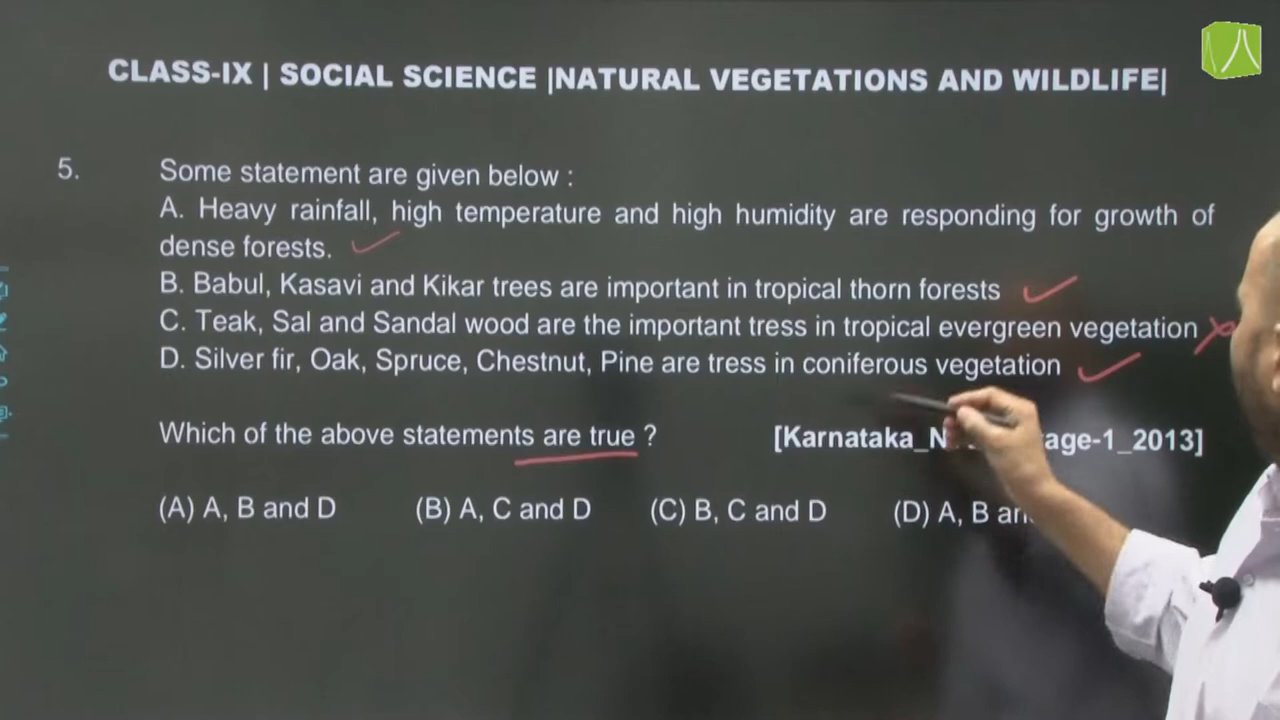 CLASS-IX | SOCIAL SCIENCE |NATURAL VEGETATIONS AND WILDLIFE|
5. Some statement are given below :
A. Heavy rainfall, high temperature and high humidity are responding for growth of
dense forests.
B. Babul, Kasavi and Kikar trees are important in tropical thorn forests
C. Teak, Sal and Sandal wood are the important tress in tropical evergreen vegetation
D. Silver fir, Oak, Spruce, Chestnut, Pine are tress in coniferous vegetation
Which of the above statements are true ? [Karnataka_ 1_2013]
(A) A, B and D (B) A, C and D (C) B, C and D (D) A, B